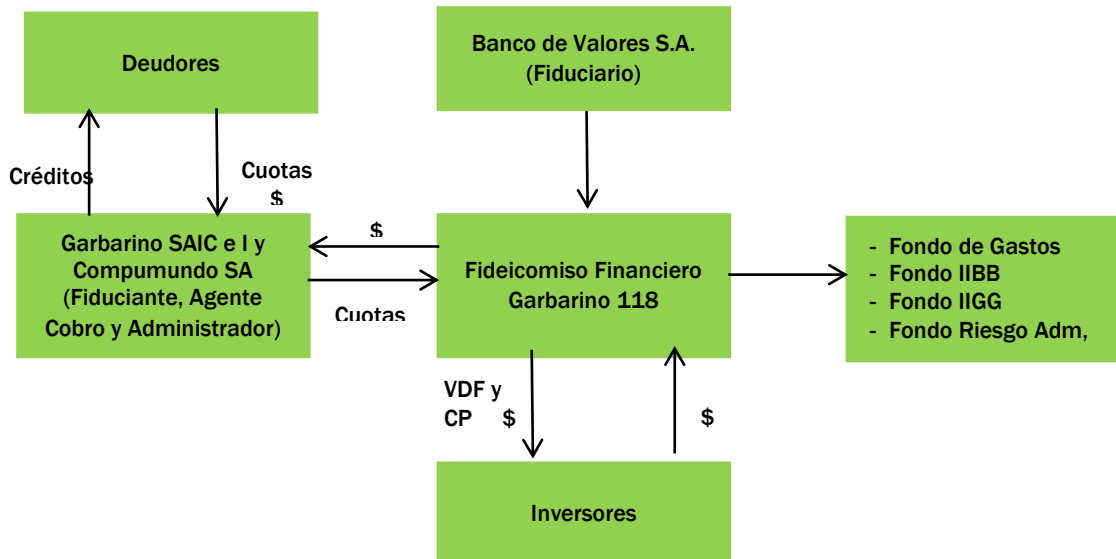 Deudores
Banco de Valores S.A.
(Fiduciario)
Créditos
Cuotas
$
Garbarino SAIC e I y
Compumundo SA
(Fiduciante, Agente
Cobro y Administrador)
$
Cuotas
Fideicomiso Financiero
Garbarino 118
- Fondo de Gastos
- Fondo IIBB
- Fondo IIGG
- Fondo Riesgo Adm,
VDF y
CP $
$
Inversores